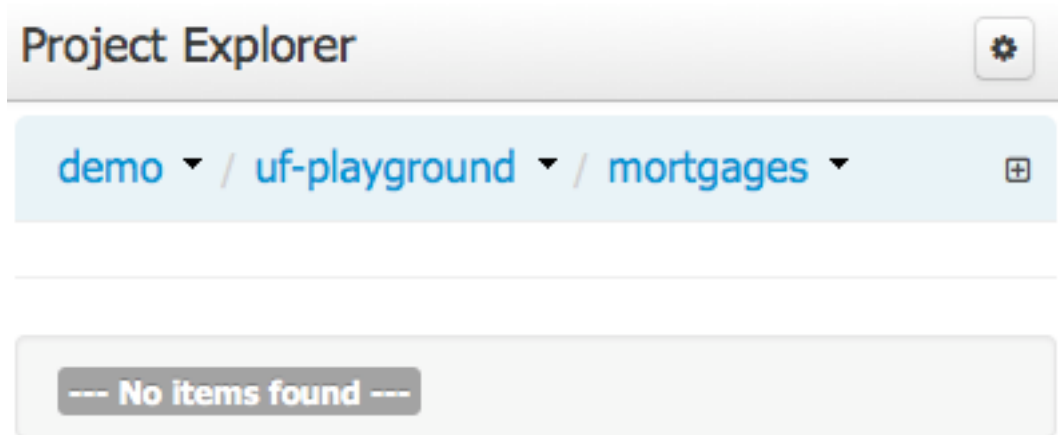 Project Explorer
demo / uf-playground / mortgages
--- No items found ---